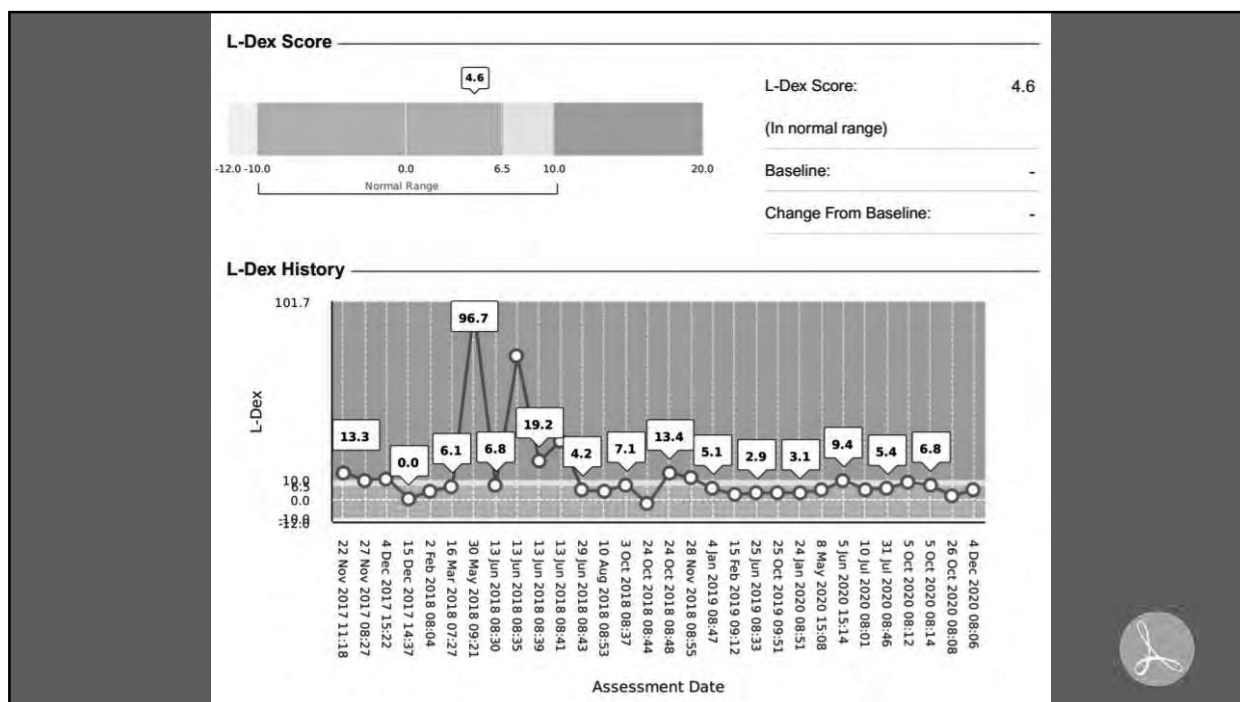 L-Dex Score
4.6
-12.0 -10.0 0.0 6.5 10.0 20.0
Normal Range
L-Dex Score: 4.6
(In normal range)
Baseline: -
Change From Baseline: -
L-Dex History
101.7
10.0
6.5
0.0
-10.0
-12.0
L-Dex
13.3
0.0
6.1
96.7
6.8
19.2
4.2
7.1
13.4
5.1
2.9
3.1
9.4
5.4
6.8
22 Nov 2017 11:18
27 Nov 2017 08:27
4 Dec 2017 15:22
15 Dec 2017 14:37
2 Feb 2018 08:04
16 Mar 2018 07:27
30 May 2018 09:21
13 Jun 2018 08:30
13 Jun 2018 08:35
13 Jun 2018 08:39
13 Jun 2018 08:41
29 Jun 2018 08:43
10 Aug 2018 08:53
3 Oct 2018 08:37
24 Oct 2018 08:44
24 Oct 2018 08:48
28 Nov 2018 08:55
4 Jan 2019 08:47
15 Feb 2019 09:12
25 Jun 2019 08:33
25 Oct 2019 09:51
24 Jan 2020 08:51
8 May 2020 15:08
5 Jun 2020 15:14
10 Jul 2020 08:01
31 Jul 2020 08:46
5 Oct 2020 08:12
5 Oct 2020 08:14
26 Oct 2020 08:08
4 Dec 2020 08:06
Assessment Date